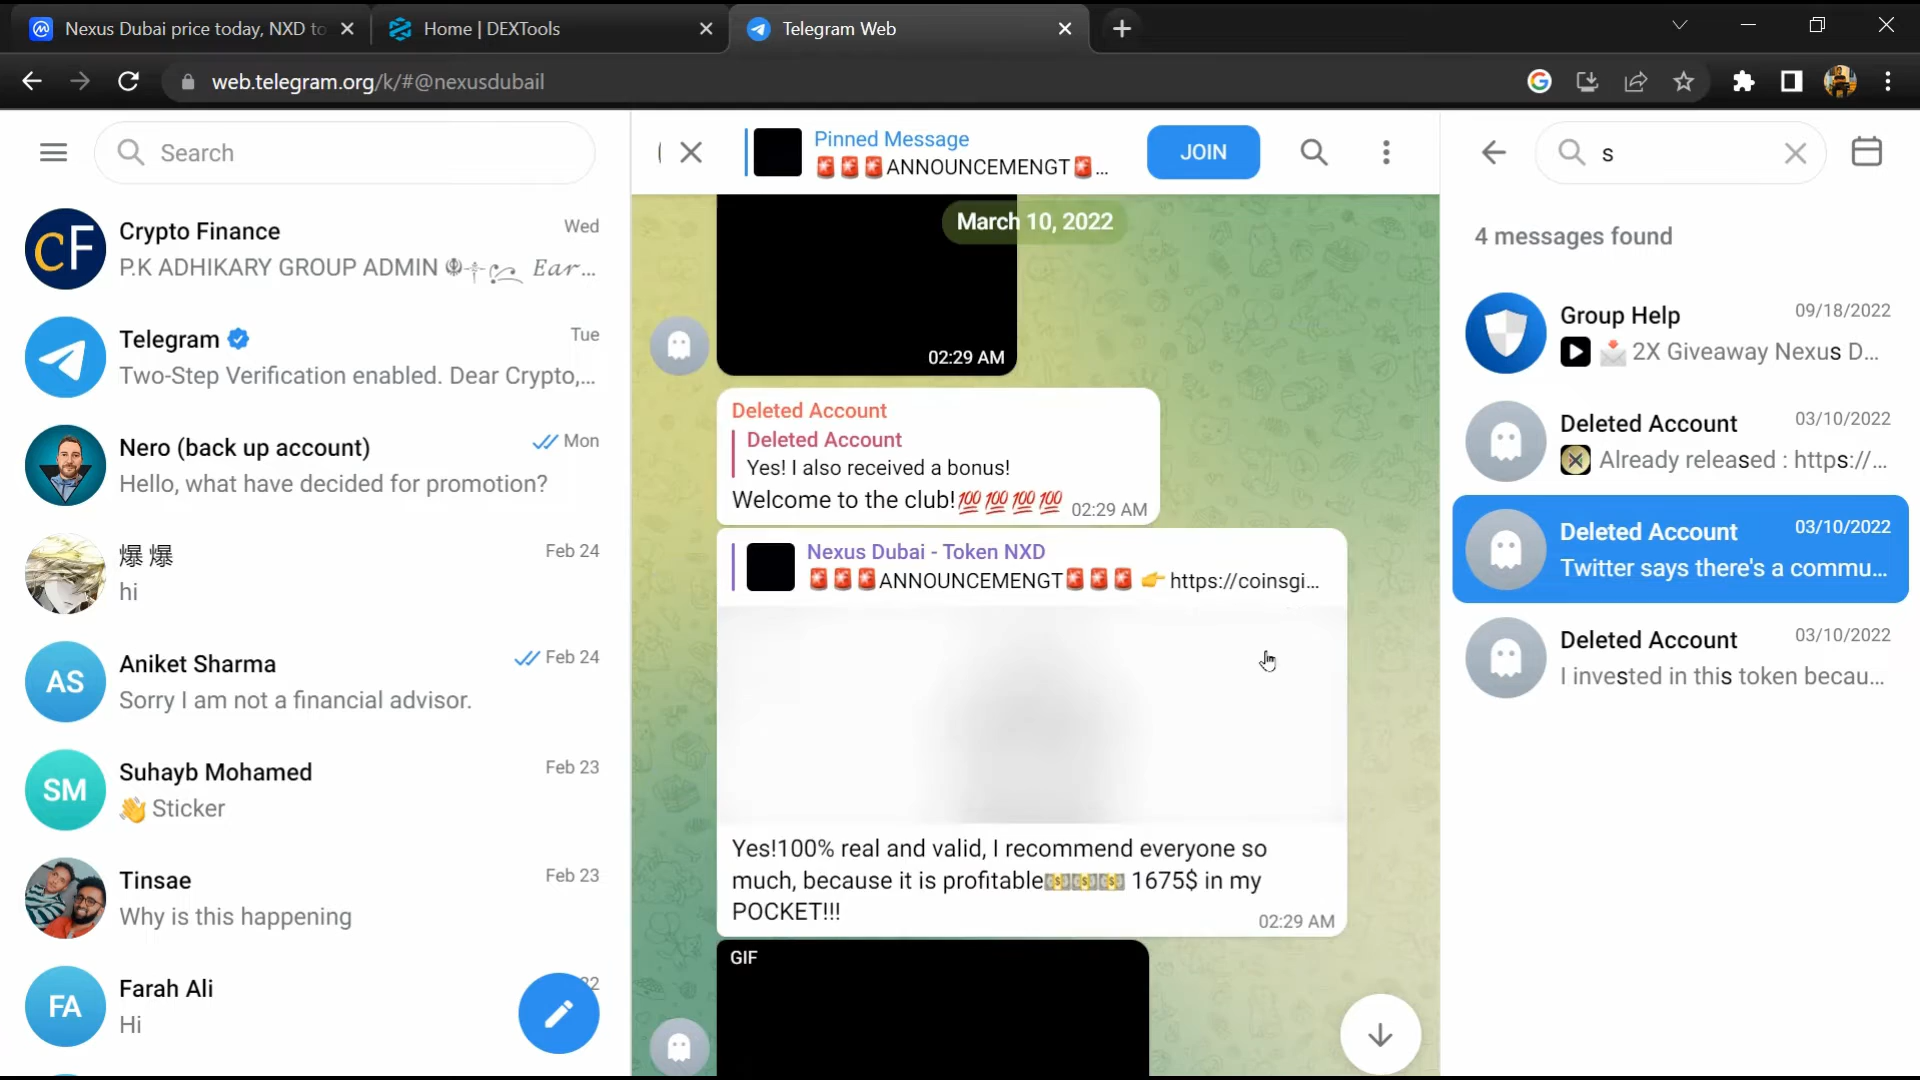 Nexus Dubai price today, NXD to
Home | DEXTools
Telegram Web
web.telegram.org/k/#@nexusdubail
Search
Crypto Finance
Wed
P.K ADHIKARY GROUP ADMIN ☬ 𝐸𝑎𝑟...
Telegram
Tue
Two-Step Verification enabled. Dear Crypto,...
Nero (back up account)
Mon
Hello, what have decided for promotion?
爆 爆
Feb 24
hi
AS
Aniket Sharma
Feb 24
Sorry I am not a financial advisor.
SM
Suhayb Mohamed
Feb 23
👋 Sticker
Tinsae
Feb 23
Why is this happening
FA
Farah Ali
22
Hi
Pinned Message
🚨🚨🚨ANNOUNCEMENGT🚨...
JOIN
March 10, 2022
02:29 AM
Deleted Account
Deleted Account
Yes! I also received a bonus!
Welcome to the club!💯💯💯💯
02:29 AM
Nexus Dubai - Token NXD
🚨🚨🚨ANNOUNCEMENGT🚨🚨🚨 👉https://coinsgi...
Yes!100% real and valid, I recommend everyone so
much, because it is profitable💵💵💵 1675$ in my
POCKET!!!
02:29 AM
GIF
s
4 messages found
Group Help
09/18/2022
📩 2X Giveaway Nexus D...
Deleted Account
03/10/2022
Already released : https://...
Deleted Account
03/10/2022
Twitter says there's a commu...
Deleted Account
03/10/2022
I invested in this token becau...